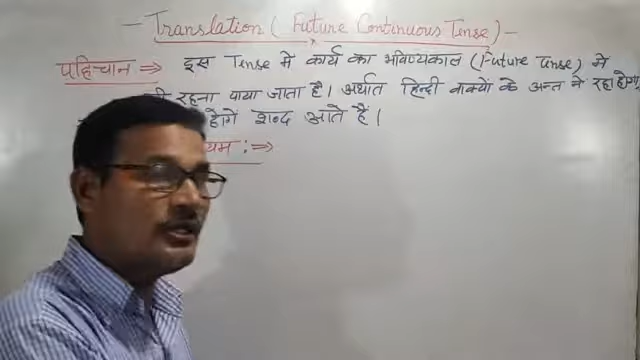 - Translation (Future Continuous Tense) -
पहिचान ⇒ इस Tense में कार्य का भविष्यकाल (Future Tense) में
रहना पाया जाता है। अर्थात हिन्दी वाक्यों के अन्त में रहा होगा,
होगें शब्द आते हैं।
:⇒